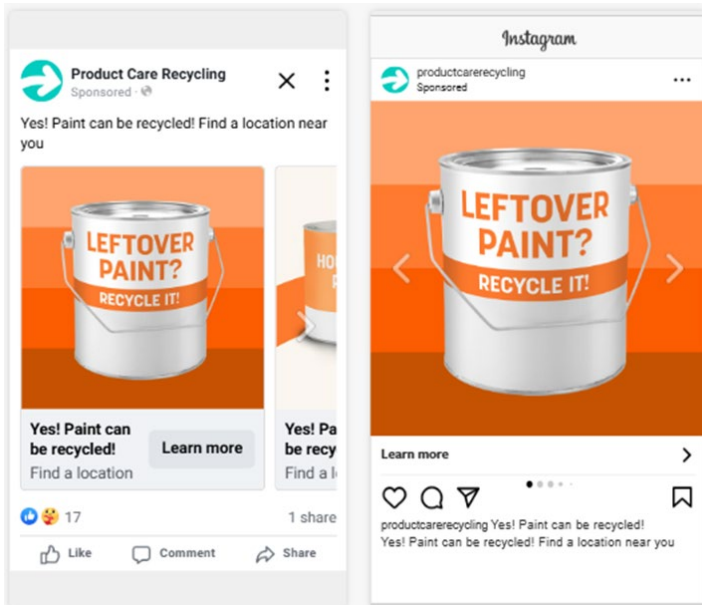 Product Care Recycling
Sponsored ·
Yes! Paint can be recycled! Find a location near
you
LEFTOVER
PAINT?
RECYCLE IT!
Yes! Paint can
be recycled!
Find a location
Learn more
Yes! Pa
be recy
Find a l
17
1 share
Like
Comment
Share
Instagram
productcarerecycling
Sponsored
LEFTOVER
PAINT?
RECYCLE IT!
Learn more
productcarerecycling Yes! Paint can be recycled!
Yes! Paint can be recycled! Find a location near you